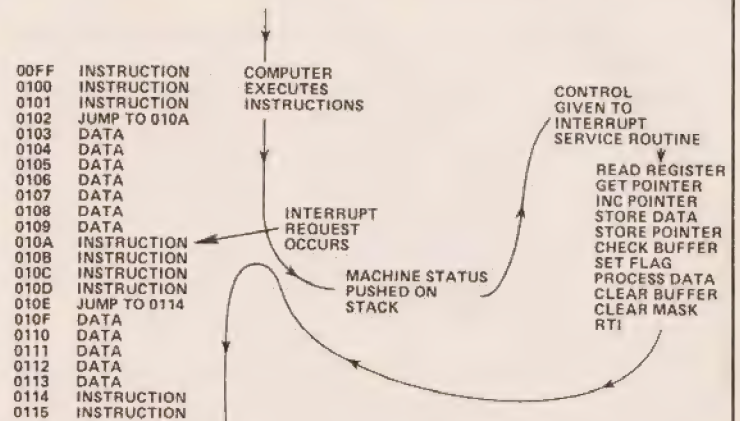 00FF INSTRUCTION
0100 INSTRUCTION
0101 INSTRUCTION
0102 JUMP TO 010A
0103 DATA
0104 DATA
0105 DATA
0106 DATA
0107 DATA
0108 DATA
0109 DATA
010A INSTRUCTION
010B INSTRUCTION
010C INSTRUCTION
010D INSTRUCTION
010E JUMP TO 0114
010F DATA
0110 DATA
0111 DATA
0112 DATA
0113 DATA
0114 INSTRUCTION
0115 INSTRUCTION
COMPUTER
EXECUTES
INSTRUCTIONS
INTERRUPT
REQUEST
OCCURS
MACHINE STATUS
PUSHED ON
STACK
CONTROL
GIVEN TO
INTERRUPT
SERVICE ROUTINE
READ REGISTER
GET POINTER
INC POINTER
STORE DATA
STORE POINTER
CHECK BUFFER
SET FLAG
PROCESS DATA
CLEAR BUFFER
CLEAR MASK
RTI